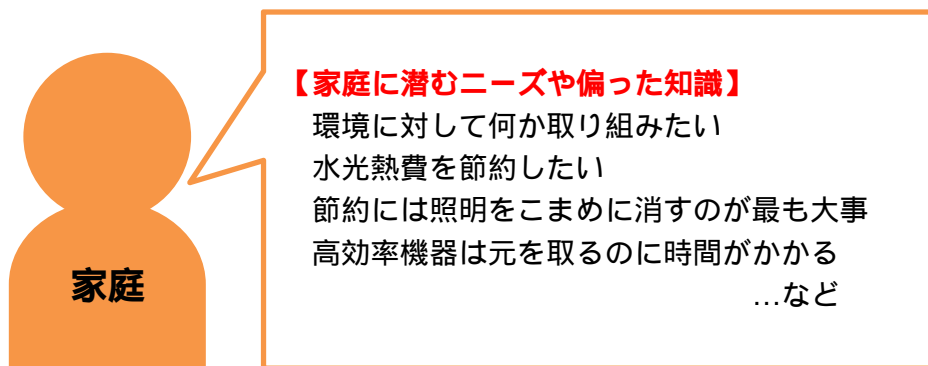 【家庭に潜むニーズや偏った知識】
環境に対して何か取り組みたい
水光熱費を節約したい
節約には照明をこまめに消すのが最も大事
高効率機器は元を取るのに時間がかかる
…など
家庭